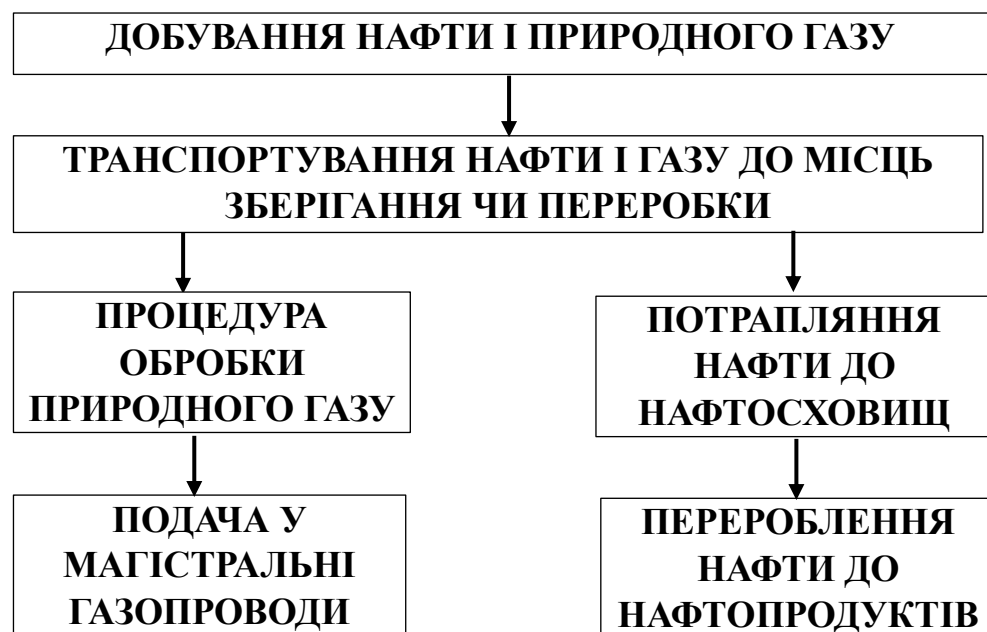 ДОБУВАННЯ НАФТИ І ПРИРОДНОГО ГАЗУ
ТРАНСПОРТУВАННЯ НАФТИ І ГАЗУ ДО МІСЦЬ
ЗБЕРІГАННЯ ЧИ ПЕРЕРОБКИ
ПРОЦЕДУРА
ОБРОБКИ
ПРИРОДНОГО ГАЗУ
ПОТРАПЛЯННЯ
НАФТИ ДО
НАФТОСХОВИЩ
ПОДАЧА У
МАГІСТРАЛЬНІ
ГАЗОПРОВОДИ
ПЕРЕРОБЛЕННЯ
НАФТИ ДО
НАФТОПРОДУКТІВ